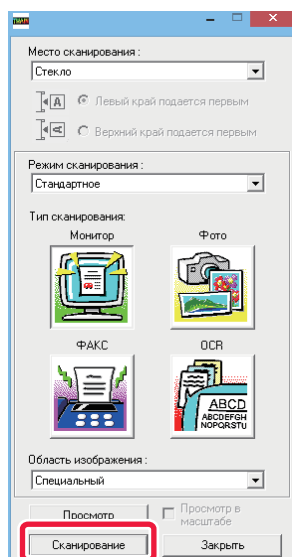 Место сканирования :
Стекло
A Левый край подается первым
A Верхний край подается первым
Режим сканирования :
Стандартное
Тип сканирования:
Монитор Фото
ФАКС OCR
ABCD
ABCDEFGH
NOPQRSTU
Область изображения :
Специальный
Просмотр Просмотр в
масштабе
Сканирование Закрыть